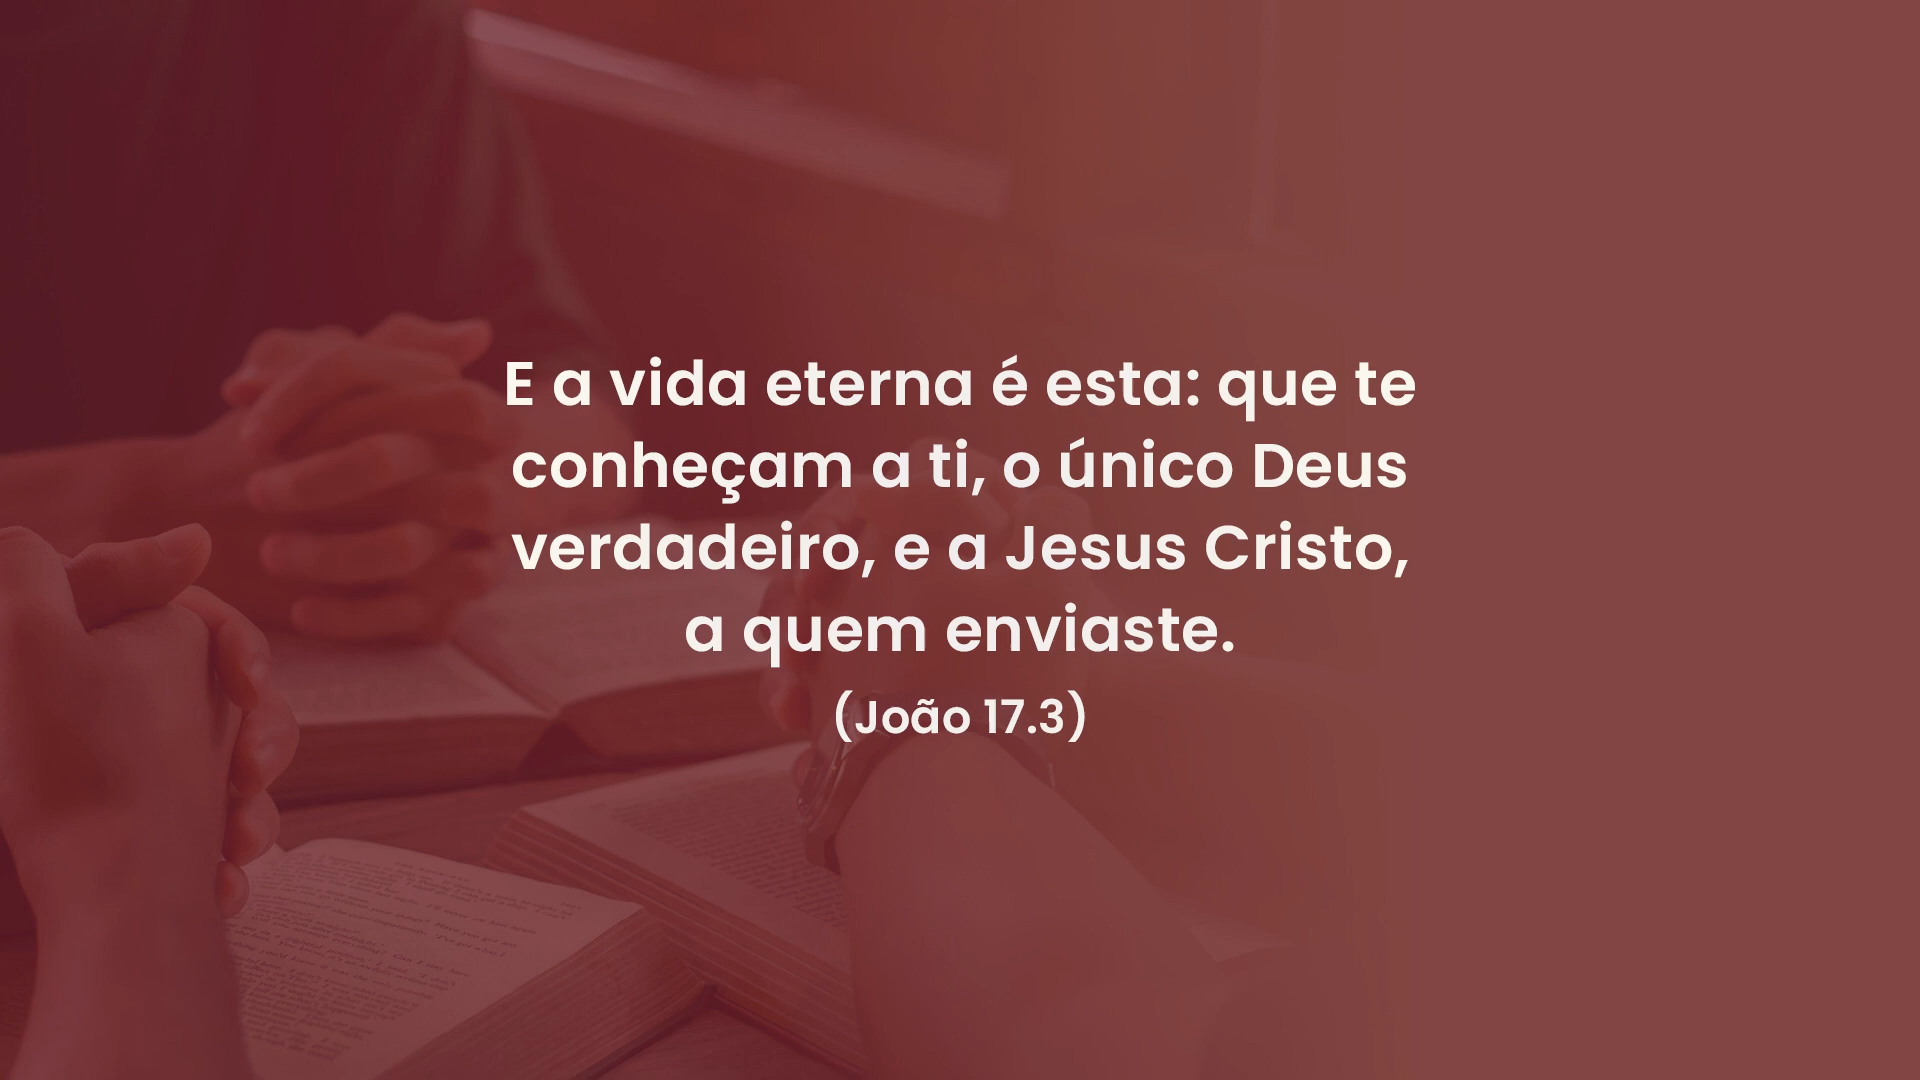 E a vida eterna é esta: que te
conheçam a ti, o único Deus
verdadeiro, e a Jesus Cristo,
a quem enviaste.
(João 17.3)